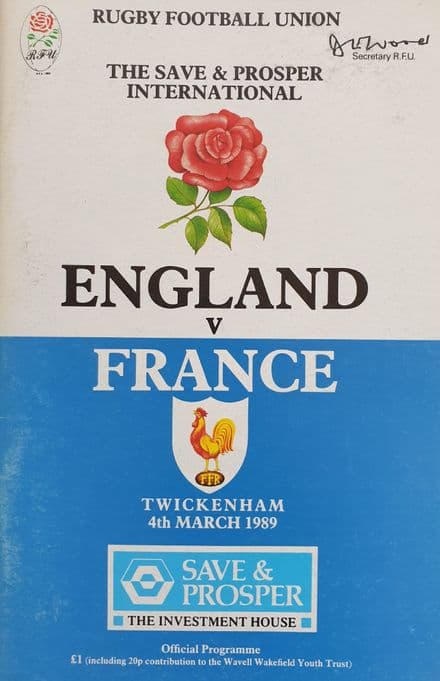 RUGBY FOOTBALL UNION
R.F.U
Secretary R.F.U.
THE SAVE & PROSPER
INTERNATIONAL
ENGLAND
V
FRANCE
FFR
TWICKENHAM
4th MARCH 1989
SAVE &
PROSPER
THE INVESTMENT HOUSE
Official Programme
£1 (including 20p contribution to the Wavell Wakefield Youth Trust)